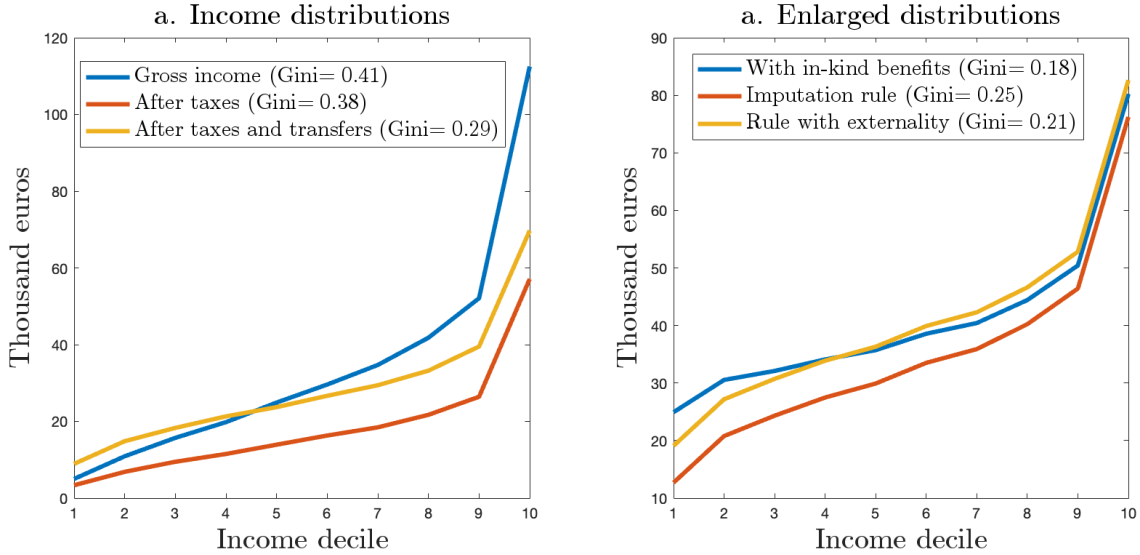 a. Income distributions
120
100
80
60
40
20
0
Thousand euros
Gross income (Gini= 0.41)
After taxes (Gini= 0.38)
After taxes and transfers (Gini= 0.29)
1 2 3 4 5 6 7 8 9 10
Income decile
a. Enlarged distributions
90
80
70
60
50
40
30
20
10
Thousand euros
With in-kind benefits (Gini= 0.18)
Imputation rule (Gini= 0.25)
Rule with externality (Gini= 0.21)
1 2 3 4 5 6 7 8 9 10
Income decile